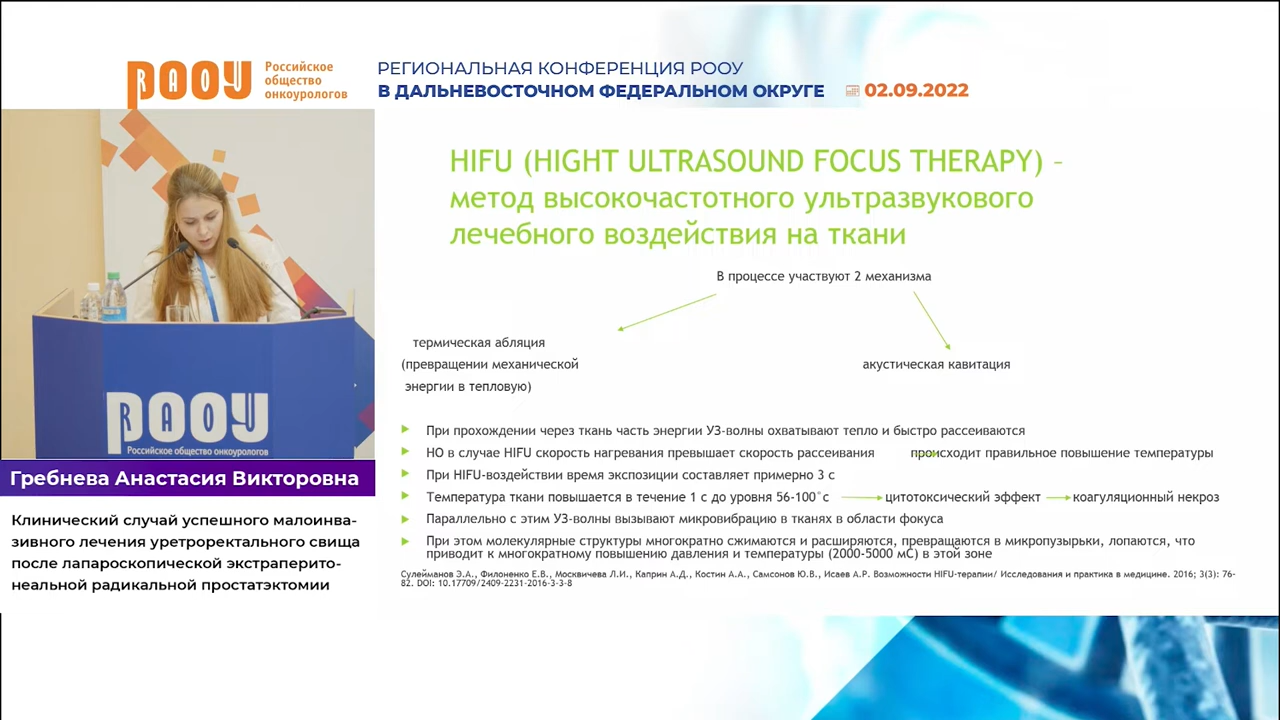 РООУ
Российское
общество
онкоурологов
РЕГИОНАЛЬНАЯ КОНФЕРЕНЦИЯ РООУ
В ДАЛЬНЕВОСТОЧНОМ ФЕДЕРАЛЬНОМ ОКРУГЕ 02.09.2022
HIFU (HIGHT ULTRASOUND FOCUS THERAPY) –
метод высокочастотного ультразвукового
лечебного воздействия на ткани
В процессе участвуют 2 механизма
термическая абляция
(превращении механической
энергии в тепловую)
акустическая кавитация
При прохождении через ткань часть энергии УЗ-волны охватывают тепло и быстро рассеиваются
НО в случае HIFU скорость нагревания превышает скорость рассеивания происходит правильное повышение температуры
При HIFU-воздействии время экспозиции составляет примерно 3 с
Температура ткани повышается в течение 1 с до уровня 56-100°с цитотоксический эффект коагуляционный некроз
Параллельно с этим УЗ-волны вызывают микровибрацию в тканях в области фокуса
При этом молекулярные структуры многократно сжимаются и расширяются, превращаются в микропузырьки, лопаются, что
приводит к многократному повышению давления и температуры (2000-5000 мС) в этой зоне
Сулейманов Э.А., Филоненко Е.В., Москвичева Л.И., Каприн А.Д., Костин А.А., Самсонов Ю.В., Исаев А.Р. Возможности HIFU-терапии/ Исследования и практика в медицине. 2016; 3(3): 76-
82. DOI: 10.17709/2409-2231-2016-3-3-8
РООУ
Российское общество онкоурологов
Гребнева Анастасия Викторовна
Клинический случай успешного малоинва-
зивного лечения уретроректального свища
после лапароскопической экстраперито-
неальной радикальной простатэктомии